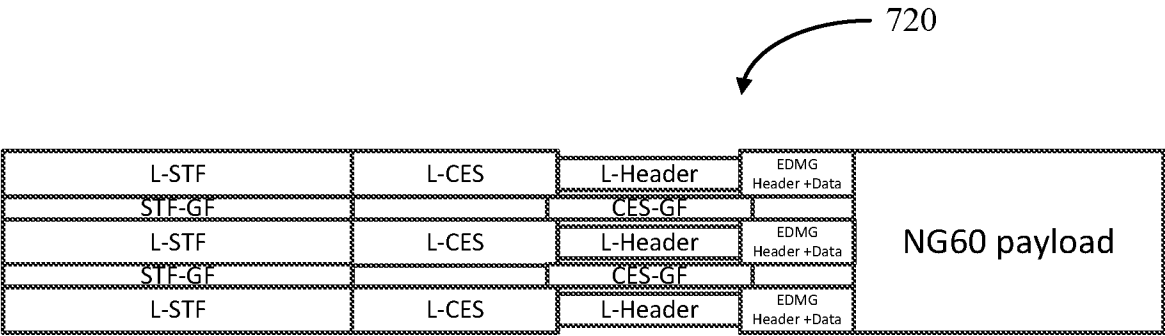 720
L-STF L-CES L-Header EDMG
Header +Data
STF-GF CES-GF
L-STF L-CES L-Header EDMG
Header +Data
NG60 payload
STF-GF CES-GF
L-STF L-CES L-Header EDMG
Header +Data